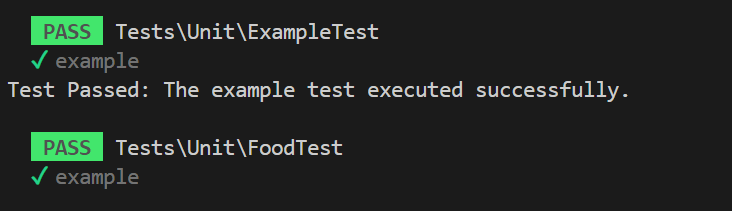 PASS Tests\Unit\ExampleTest
✓ example
Test Passed: The example test executed successfully.
PASS Tests\Unit\FoodTest
✓ example